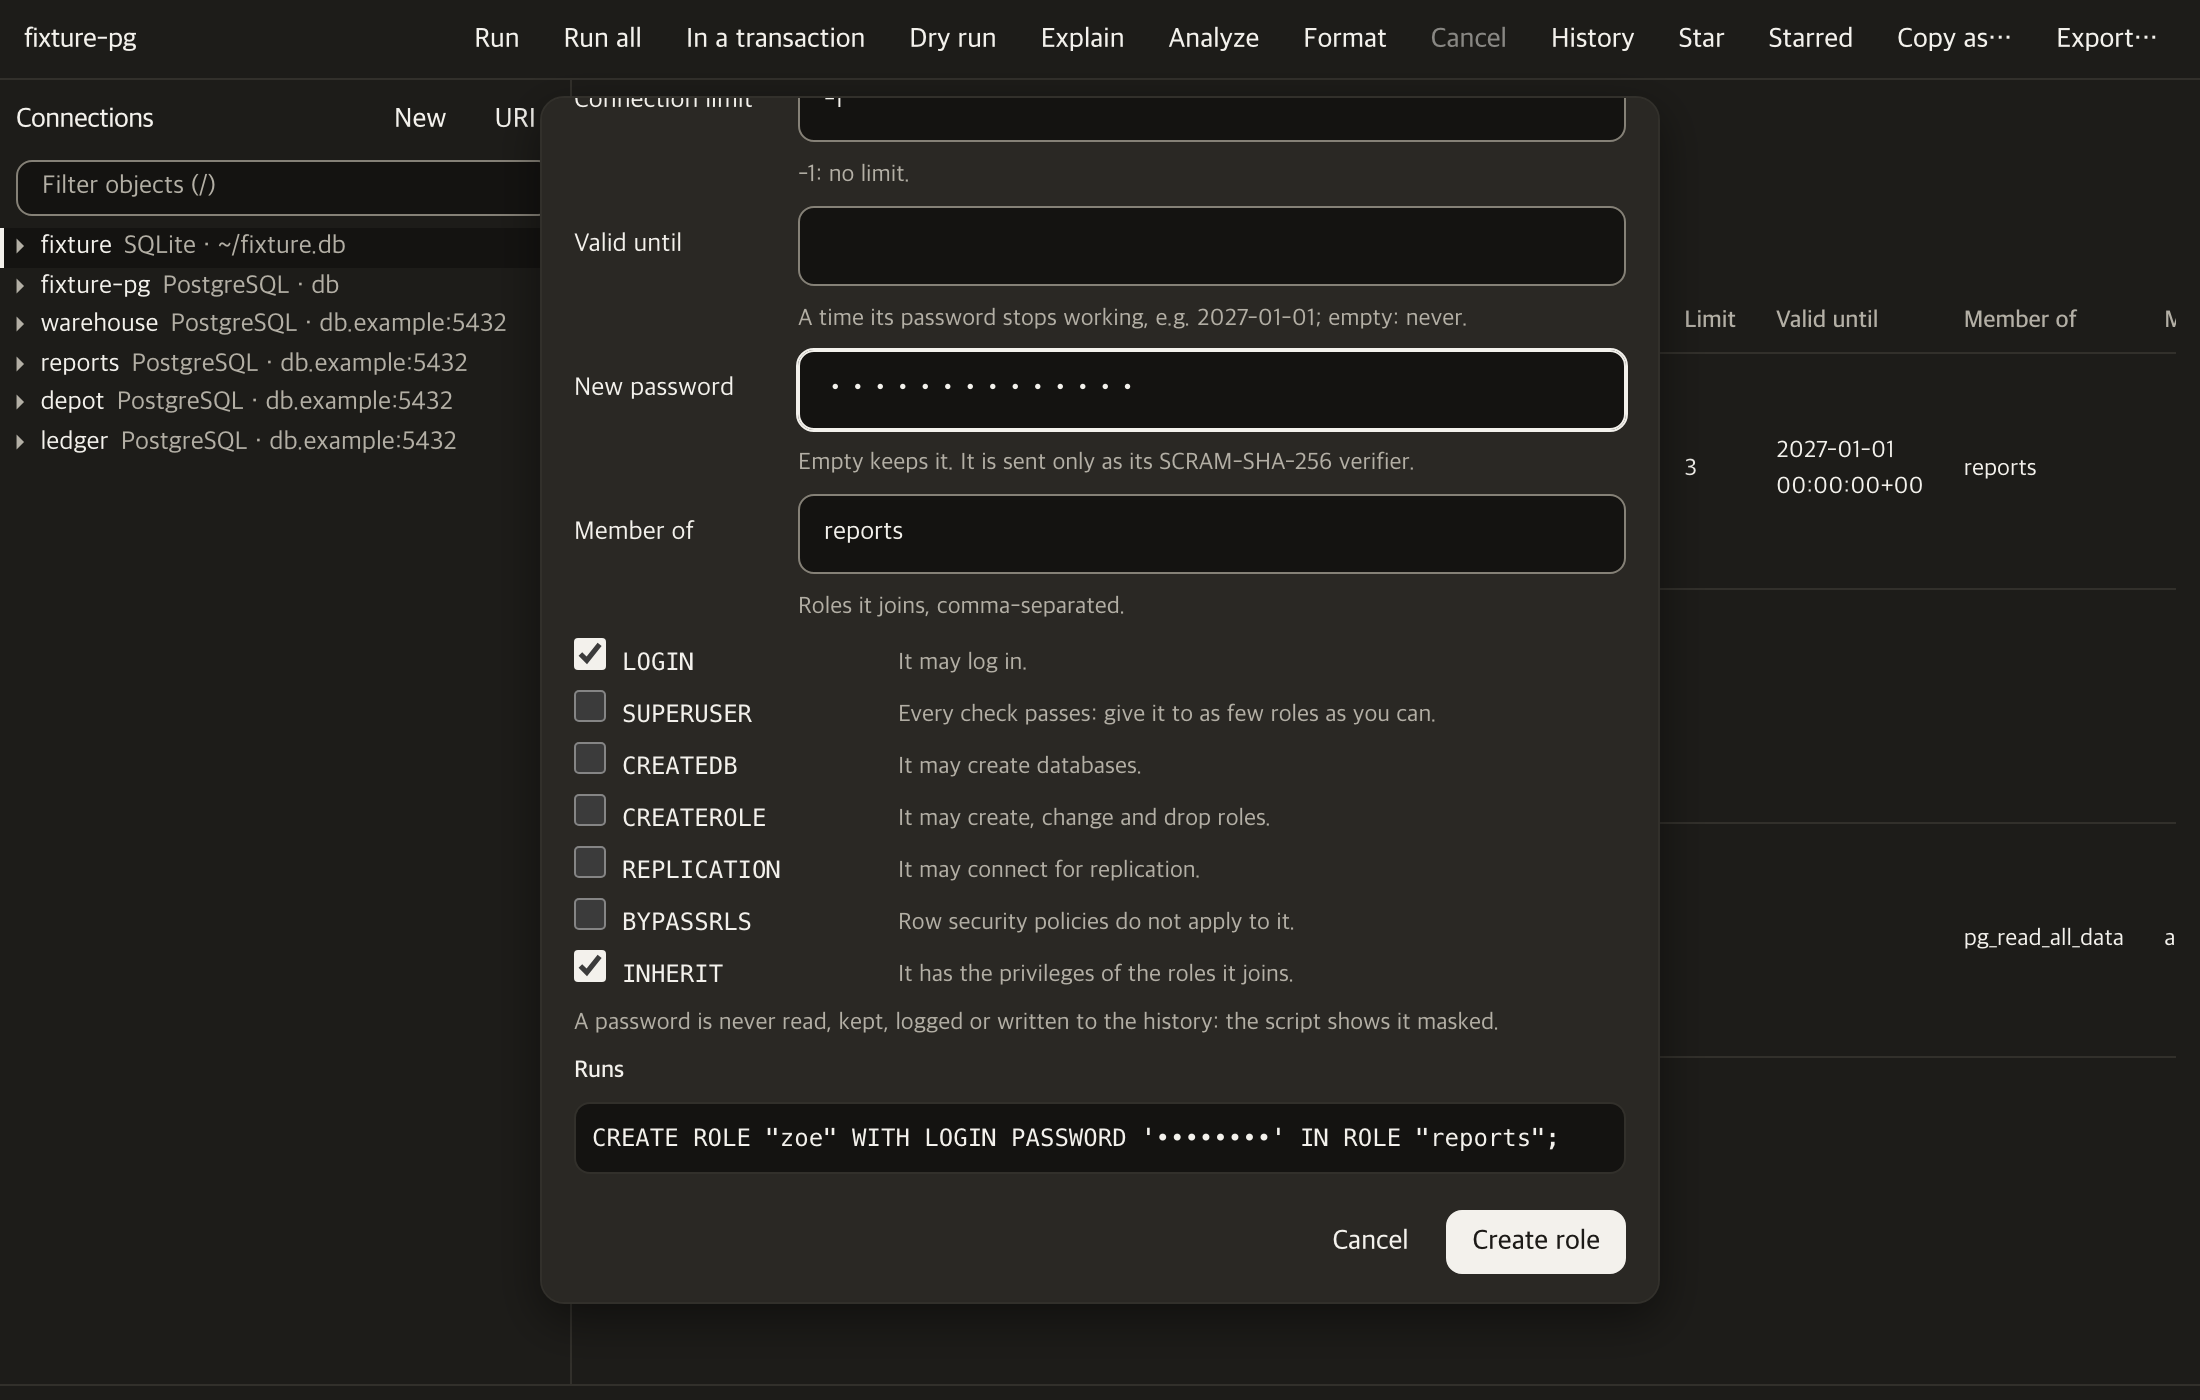 fixture-pg Run Run all In a transaction Dry run Explain Analyze Format Cancel History Star Starred Copy as… Export…
Connections New URI
Filter objects (/)
fixture SQLite · ~/fixture.db
fixture-pg PostgreSQL · db
warehouse PostgreSQL · db.example:5432
reports PostgreSQL · db.example:5432
depot PostgreSQL · db.example:5432
ledger PostgreSQL · db.example:5432
Connection limit -1
-1: no limit.
Valid until
A time its password stops working, e.g. 2027-01-01; empty: never.
New password ••••••••••••••
Empty keeps it. It is sent only as its SCRAM-SHA-256 verifier.
Member of reports
Roles it joins, comma-separated.
LOGIN It may log in.
SUPERUSER Every check passes: give it to as few roles as you can.
CREATEDB It may create databases.
CREATEROLE It may create, change and drop roles.
REPLICATION It may connect for replication.
BYPASSRLS Row security policies do not apply to it.
INHERIT It has the privileges of the roles it joins.
A password is never read, kept, logged or written to the history: the script shows it masked.
Runs
CREATE ROLE "zoe" WITH LOGIN PASSWORD '••••••••' IN ROLE "reports";
Cancel Create role
Limit Valid until Member of
3 2027-01-01 00:00:00+00 reports
pg_read_all_data a